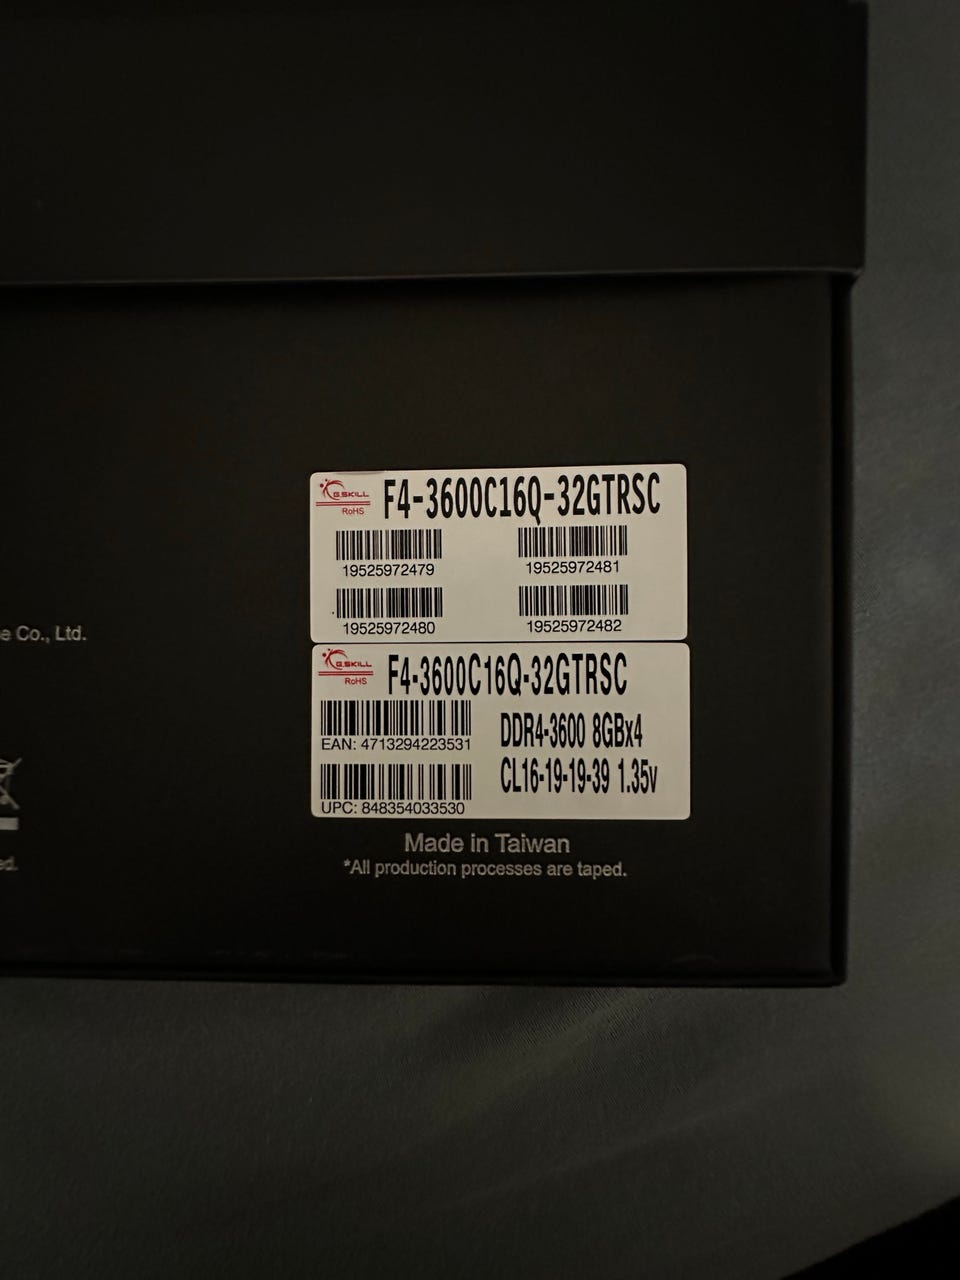 G.SKILL
RoHS
F4-3600C16Q-32GTRSC
19525972479
19525972481
19525972480
19525972482
G.SKILL
RoHS
F4-3600C16Q-32GTRSC
EAN: 4713294223531
DDR4-3600 8GBx4
UPC: 848354033530
CL16-19-19-39 1.35v
Made in Taiwan
*All production processes are taped.
Co., Ltd.